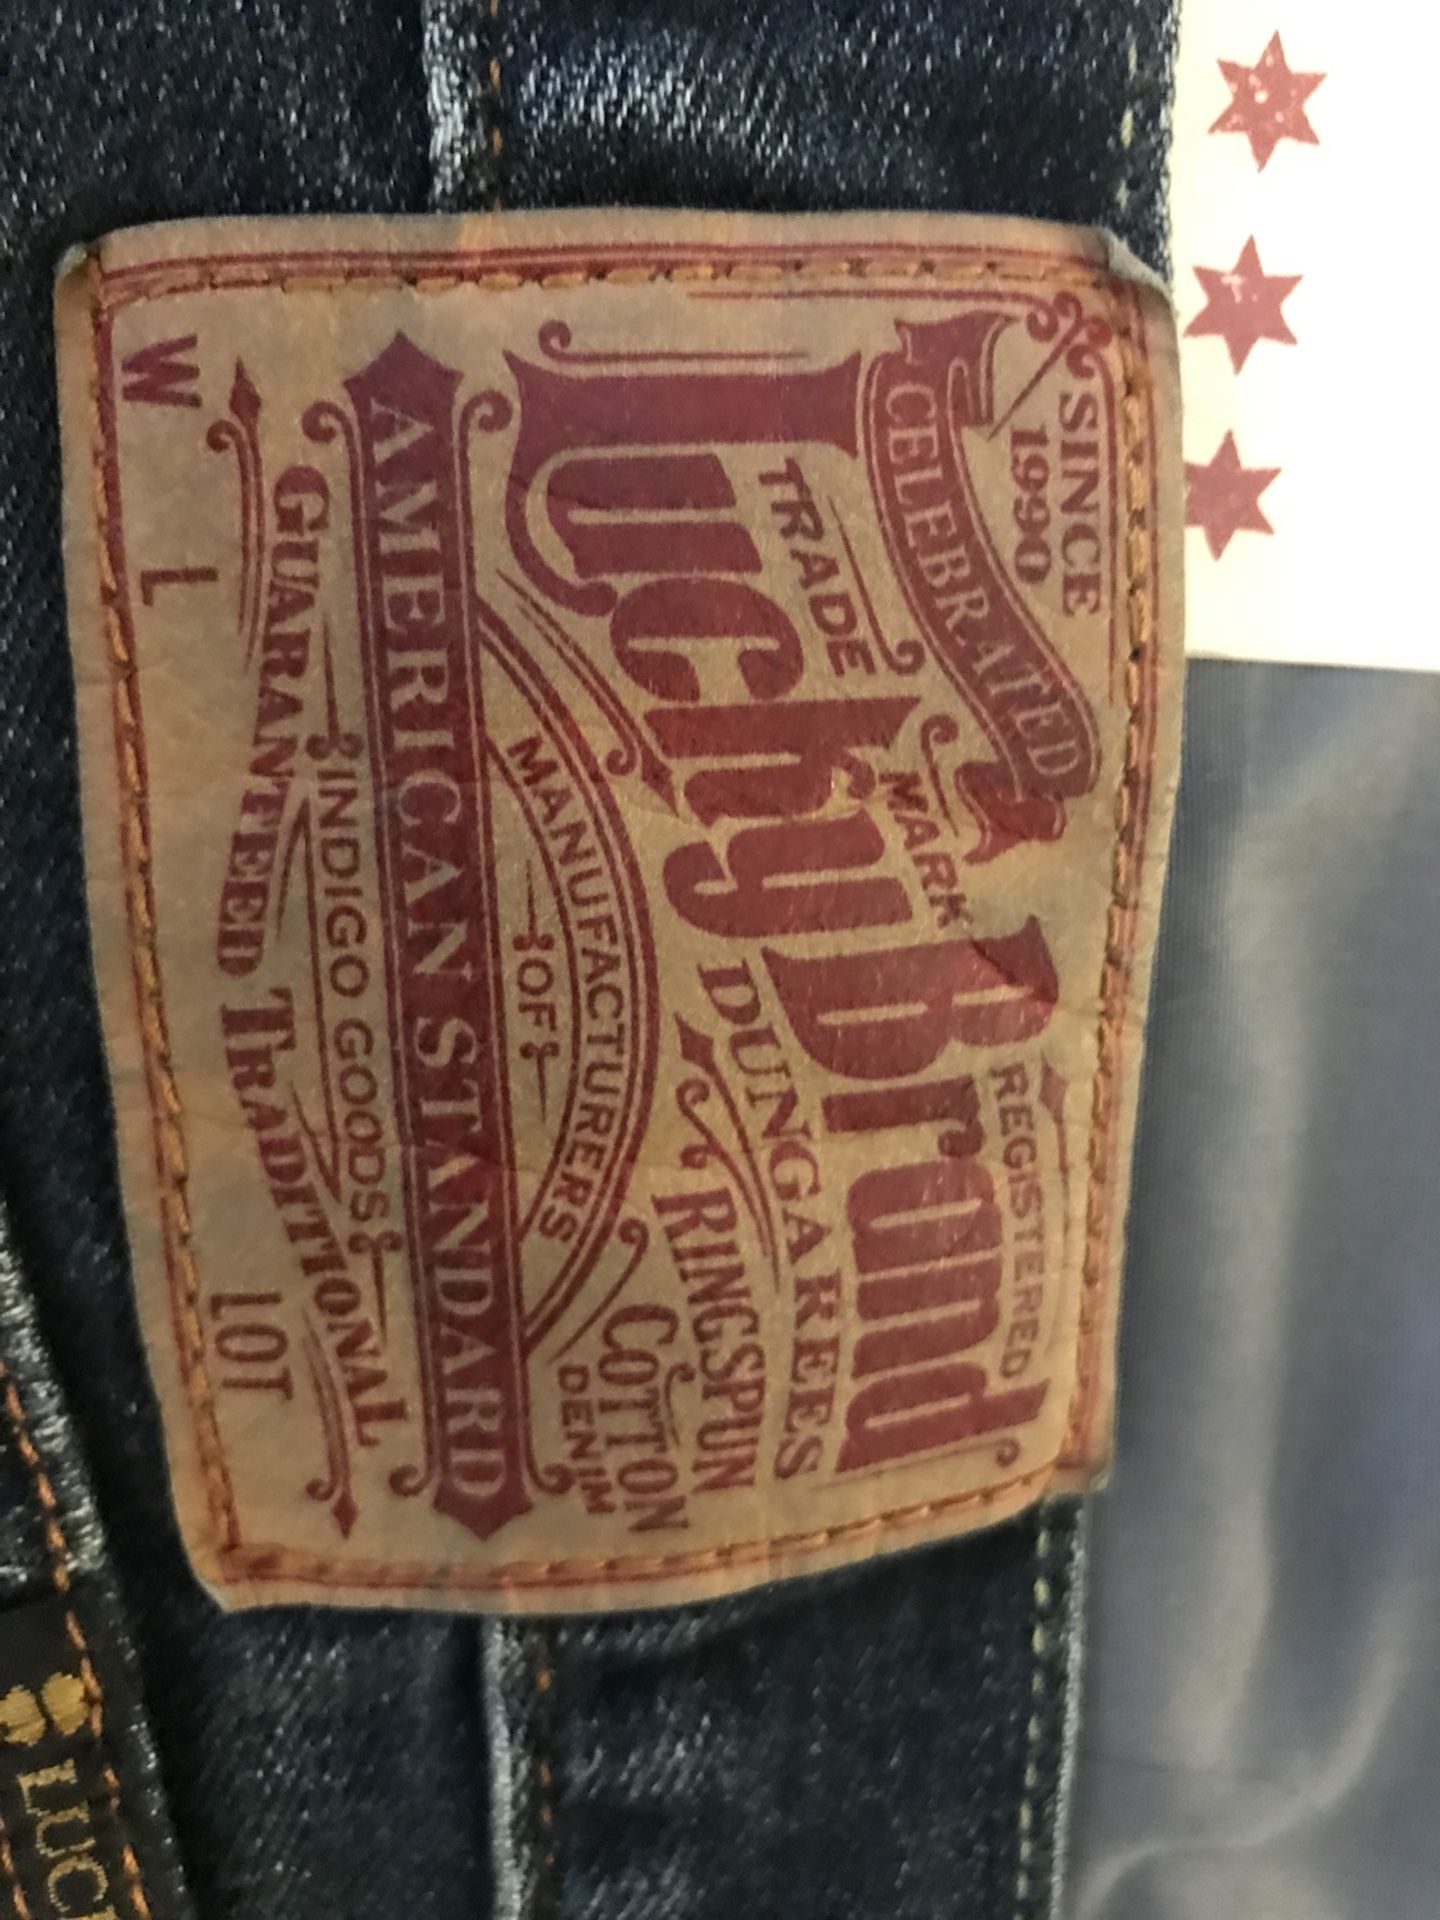 SINCE
1990
CELEBRATED
TRADE MARK
REGISTERED
Lucky Brand
DUNGAREES
RINGSPUN
COTTON
DENIM
MANUFACTURERS
OF
AMERICAN STANDARD
INDIGO GOODS
GUARANTEED TRADITIONAL
W L LOT